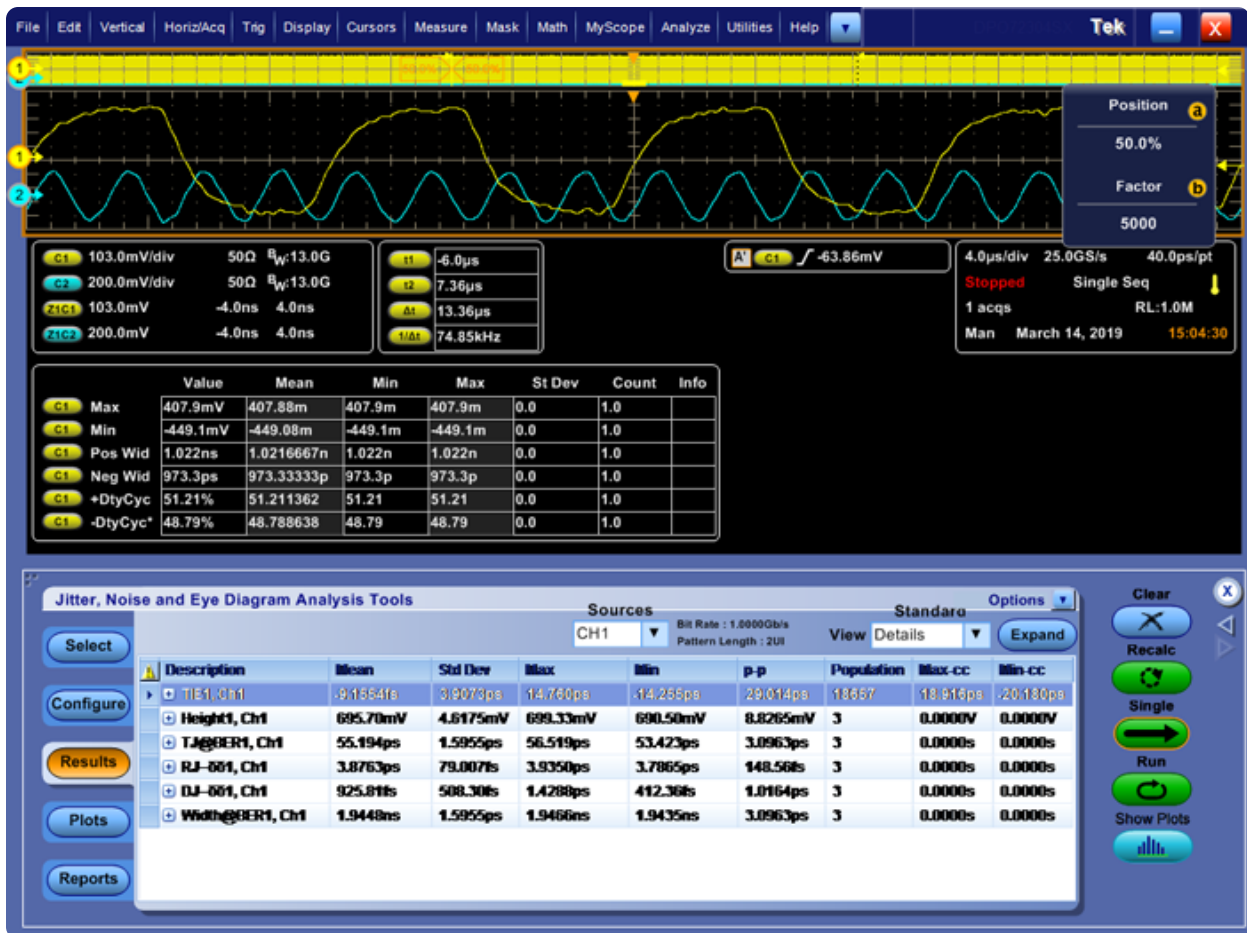 File Edit Vertical Horiz/Acq Trig Display Cursors Measure Mask Math MyScope Analyze Utilities Help Tek X
1
1
2
Position a
50.0%
Factor b
5000
C1 103.0mV/div 50Ω BW:13.0G
C2 200.0mV/div 50Ω BW:13.0G
Z1C1 103.0mV -4.0ns 4.0ns
Z1C2 200.0mV -4.0ns 4.0ns
t1 -6.0µs
t2 7.36µs
Δt 13.36µs
1/Δt 74.85kHz
A' C1 -63.86mV
4.0µs/div 25.0GS/s 40.0ps/pt
Stopped Single Seq
1 acqs RL:1.0M
Man March 14, 2019 15:04:30
Value Mean Min Max St Dev Count Info
C1 Max 407.9mV 407.88m 407.9m 407.9m 0.0 1.0
C1 Min -449.1mV -449.08m -449.1m -449.1m 0.0 1.0
C1 Pos Wid 1.022ns 1.0216667n 1.022n 1.022n 0.0 1.0
C1 Neg Wid 973.3ps 973.33333p 973.3p 973.3p 0.0 1.0
C1 +DtyCyc 51.21% 51.211362 51.21 51.21 0.0 1.0
C1 -DtyCyc* 48.79% 48.788638 48.79 48.79 0.0 1.0
Jitter, Noise and Eye Diagram Analysis Tools
Options
Select
Configure
Results
Plots
Reports
Sources
CH1
Bit Rate : 1.0000Gb/s
Pattern Length : 2UI
Standard
View Details
Expand
Description Mean Std Dev Max Min p-p Population Max-cc Min-cc
TIE1, Ch1 3.9073ps 14.760ps -14.255ps 29.014ps 18667 18.916ps -20.180ps
Height1, Ch1 695.70mV 4.6175mV 699.33mV 690.50mV 8.8265mV 3 0.0000V 0.0000V
TJ@BER1, Ch1 55.194ps 1.5955ps 56.519ps 53.423ps 3.0963ps 3 0.0000s 0.0000s
RJ-δδ1, Ch1 3.8763ps 79.007fs 3.9350ps 3.7865ps 148.56fs 3 0.0000s 0.0000s
DJ-δδ1, Ch1 925.81fs 508.30fs 1.4288ps 412.36fs 1.0164ps 3 0.0000s 0.0000s
Width@BER1, Ch1 1.9448ns 1.5955ps 1.9466ns 1.9435ns 3.0963ps 3 0.0000s 0.0000s
Clear
Recalc
Single
Run
Show Plots
X